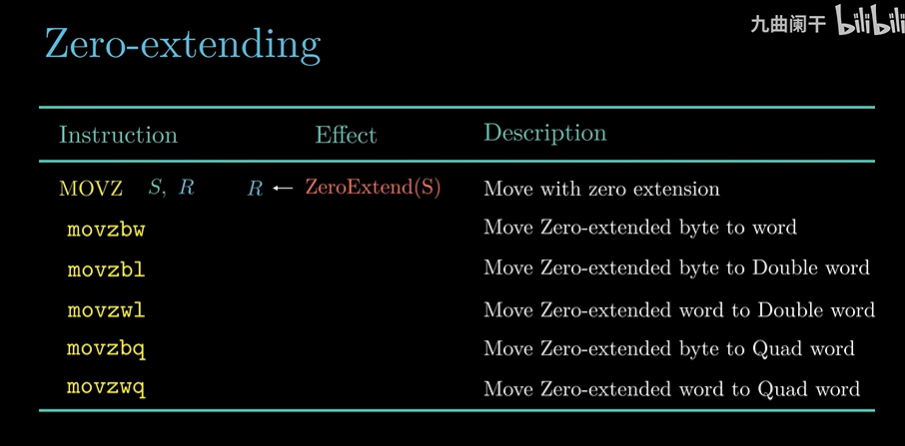 九曲阑干 bilibili
Zero-extending
Instruction Effect Description
MOVZ S, R R ← ZeroExtend(S) Move with zero extension
movzbw Move Zero-extended byte to word
movzbl Move Zero-extended byte to Double word
movzwl Move Zero-extended word to Double word
movzbq Move Zero-extended byte to Quad word
movzwq Move Zero-extended word to Quad word